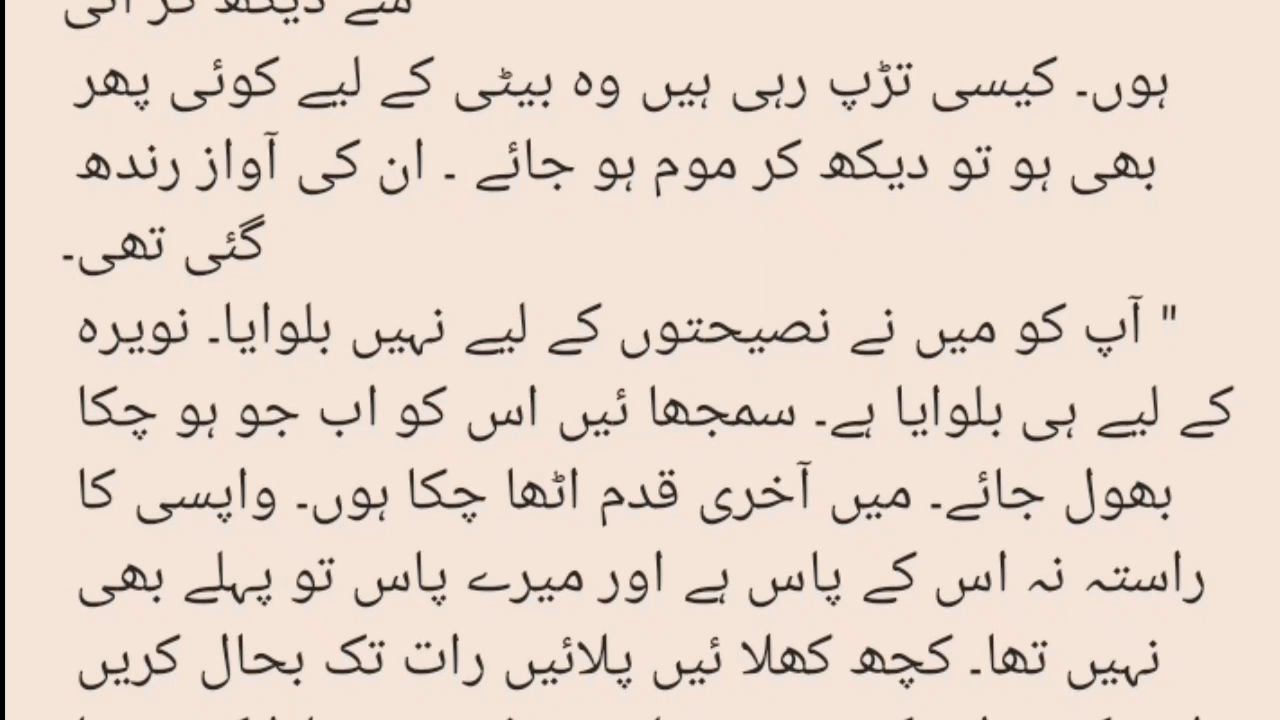 دیکھ کر آئی
ہوں۔ کیسی تڑپ رہی ہیں وہ بیٹی کے لیے کوئی پھر
بھی ہو تو دیکھ کر موم ہو جائے ۔ ان کی آواز رندھ
گئی تھی۔
" آپ کو میں نے نصیحتوں کے لیے نہیں بلوایا۔ نویرہ
کے لیے ہی بلوایا ہے۔ سمجھا ئیں اس کو اب جو ہو چکا
بھول جائے۔ میں آخری قدم اٹھا چکا ہوں۔ واپسی کا
راستہ نہ اس کے پاس ہے اور میرے پاس تو پہلے بھی
نہیں تھا۔ کچھ کھلا ئیں پلائیں رات تک بحال کریں